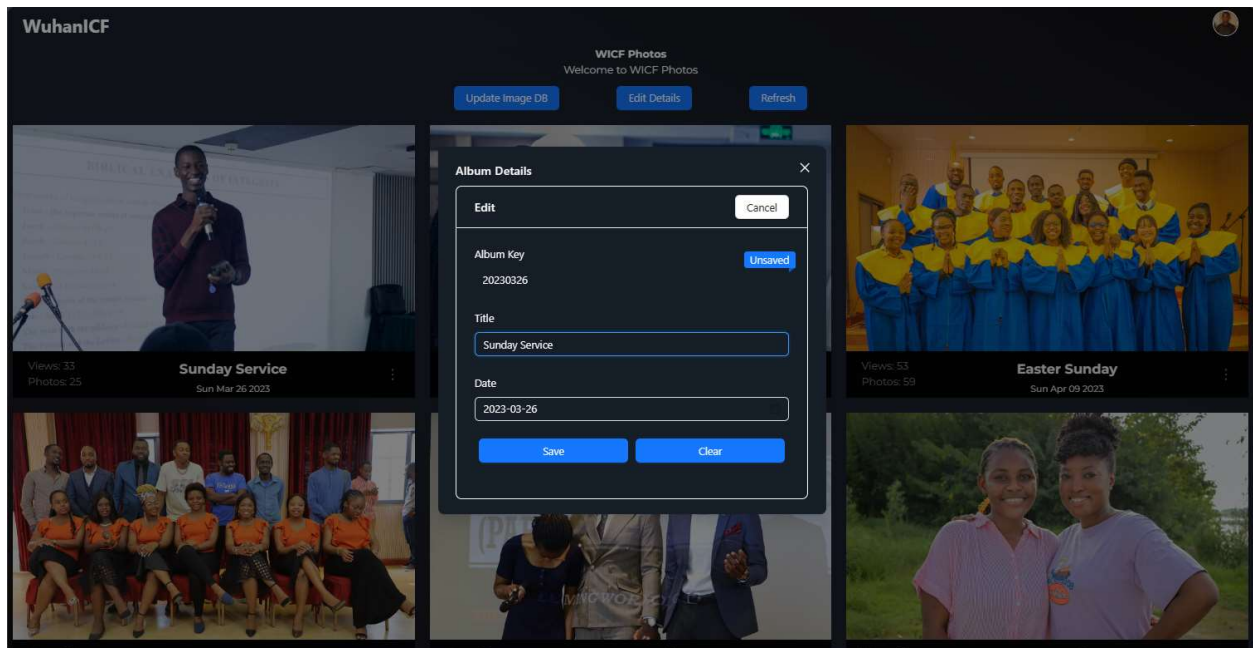 WuhanICF
WICF Photos
Welcome to WICF Photos
Update Image DB
Edit Details
Refresh
Album Details
Edit
Cancel
Album Key
Unsaved
20230326
Title
Sunday Service
Date
2023-03-26
Save
Clear
Views: 33
Photos: 25
Sunday Service
Sun Mar 26 2023
Views: 53
Photos: 59
Easter Sunday
Sun Apr 09 2023